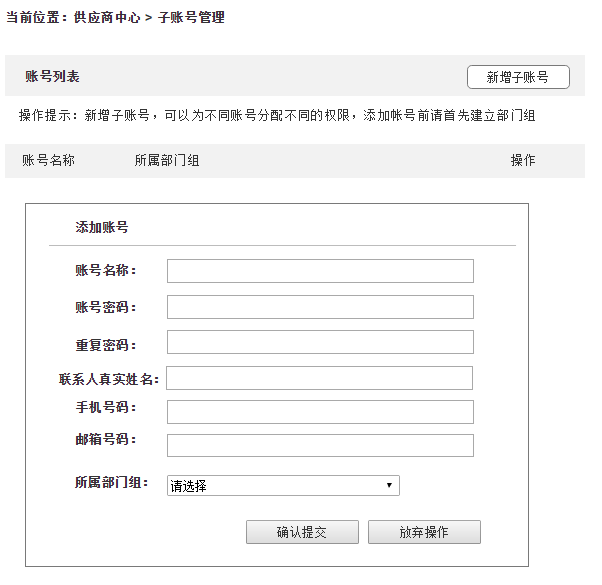 当前位置：供应商中心 > 子账号管理
账号列表 新增子账号
操作提示：新增子账号，可以为不同账号分配不同的权限，添加帐号前请首先建立部门组
账号名称 所属部门组 操作
添加账号
账号名称：
账号密码：
重复密码：
联系人真实姓名：
手机号码：
邮箱号码：
所属部门组： 请选择
确认提交 放弃操作